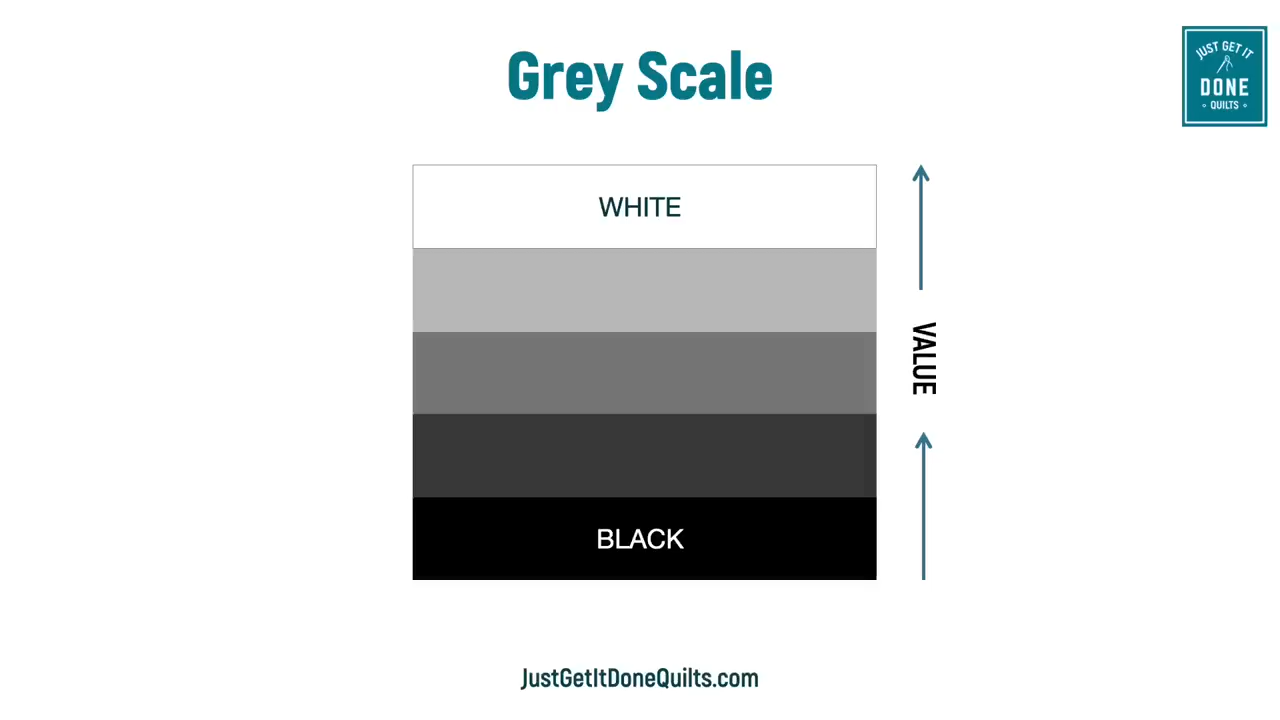 Grey Scale
JUST GET IT
DONE
QUILTS
WHITE
VALUE
BLACK
JustGetItDoneQuilts.com